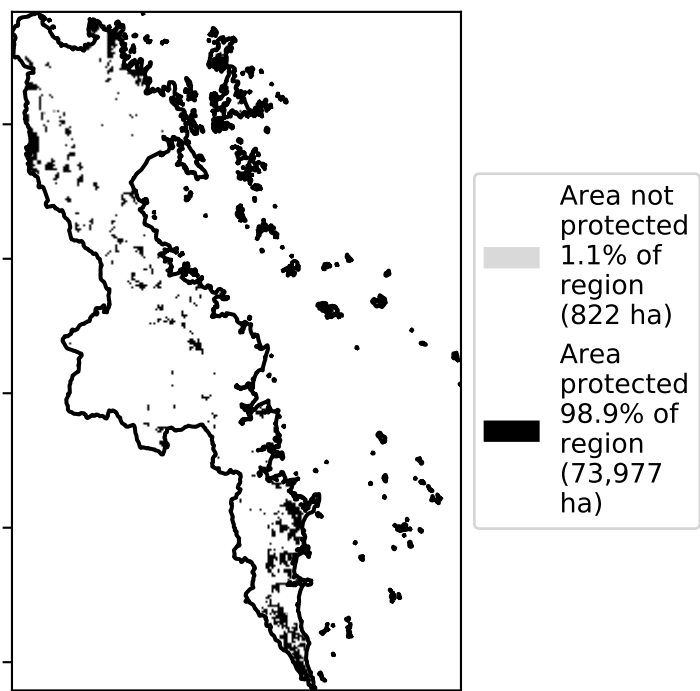 Area not
protected
1.1% of
region
(822 ha)
Area
protected
98.9% of
region
(73,977
ha)